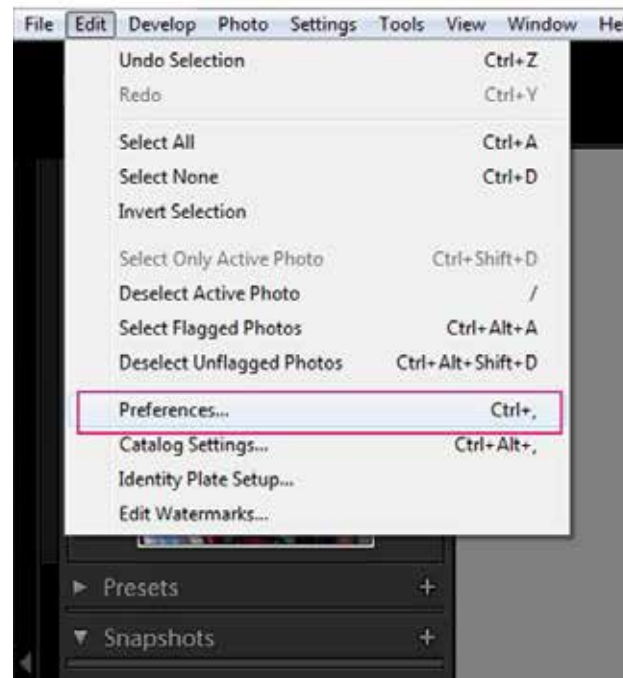 File Edit Develop Photo Settings Tools View Window He
Undo Selection Ctrl+Z
Redo Ctrl+Y
Select All Ctrl+A
Select None Ctrl+D
Invert Selection
Select Only Active Photo Ctrl+Shift+D
Deselect Active Photo /
Select Flagged Photos Ctrl+Alt+A
Deselect Unflagged Photos Ctrl+Alt+Shift+D
Preferences... Ctrl+,
Catalog Settings... Ctrl+Alt+,
Identity Plate Setup...
Edit Watermarks...
Presets +
Snapshots +